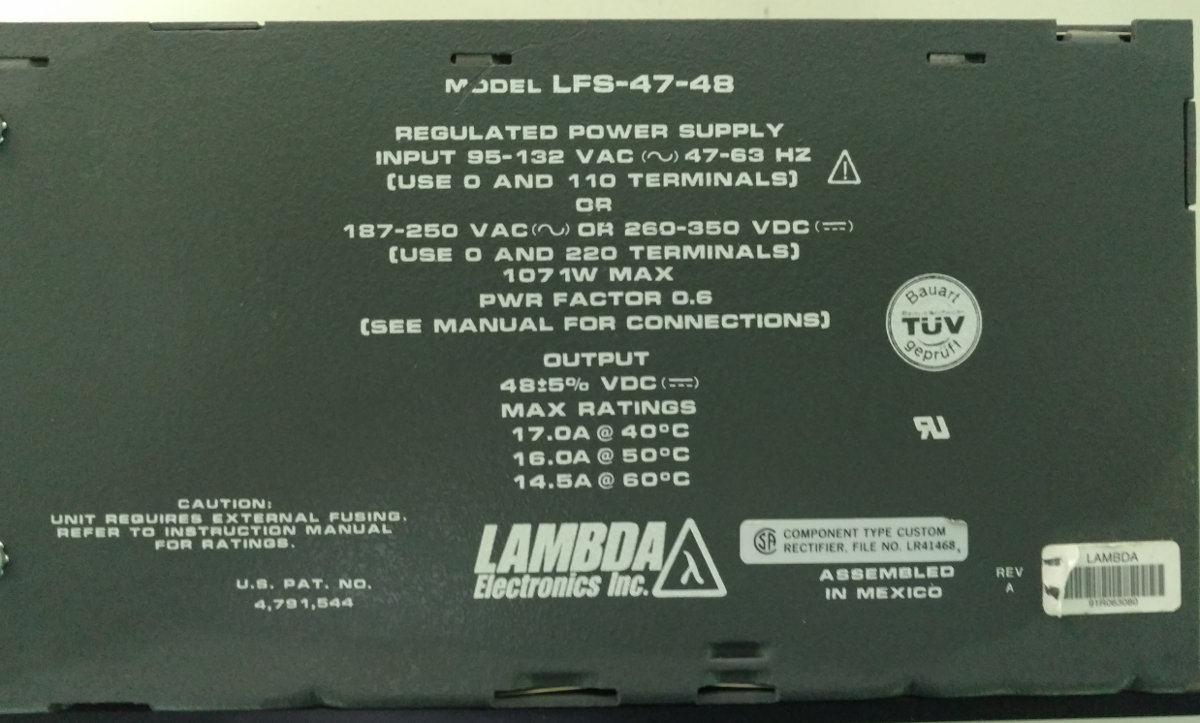 MODEL LFS-47-48
REGULATED POWER SUPPLY
INPUT 95-132 VAC (~) 47-63 HZ
(USE 0 AND 110 TERMINALS)
OR
187-250 VAC (~) OR 260-350 VDC (⎓)
(USE 0 AND 220 TERMINALS)
1071W MAX
PWR FACTOR 0.6
(SEE MANUAL FOR CONNECTIONS)
Bauart
TÜV
geprüft
OUTPUT
48±5% VDC (⎓)
MAX RATINGS
17.0A @ 40°C
16.0A @ 50°C
14.5A @ 60°C
CAUTION:
UNIT REQUIRES EXTERNAL FUSING.
REFER TO INSTRUCTION MANUAL
FOR RATINGS.
U.S. PAT. NO.
4,791,544
LAMBDA
Electronics Inc.
λ
COMPONENT TYPE CUSTOM
RECTIFIER. FILE NO. LR41468
ASSEMBLED
IN MEXICO
REV
A
LAMBDA
91R063080